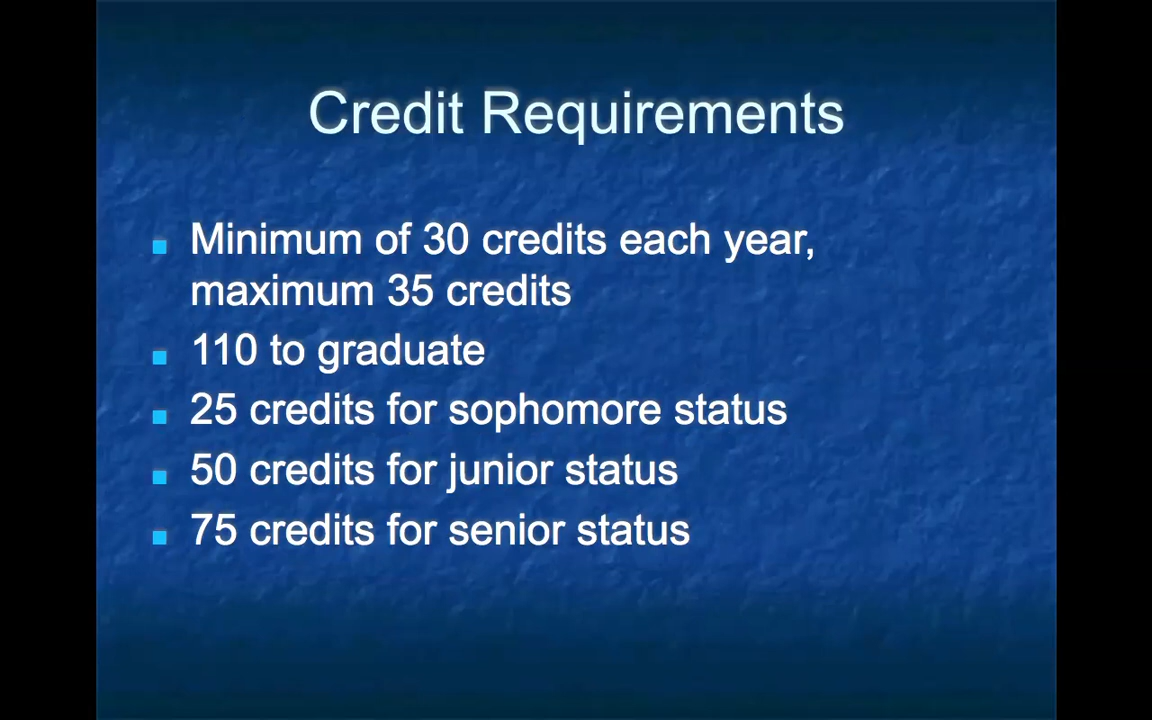 Credit Requirements
Minimum of 30 credits each year,
maximum 35 credits
110 to graduate
25 credits for sophomore status
50 credits for junior status
75 credits for senior status